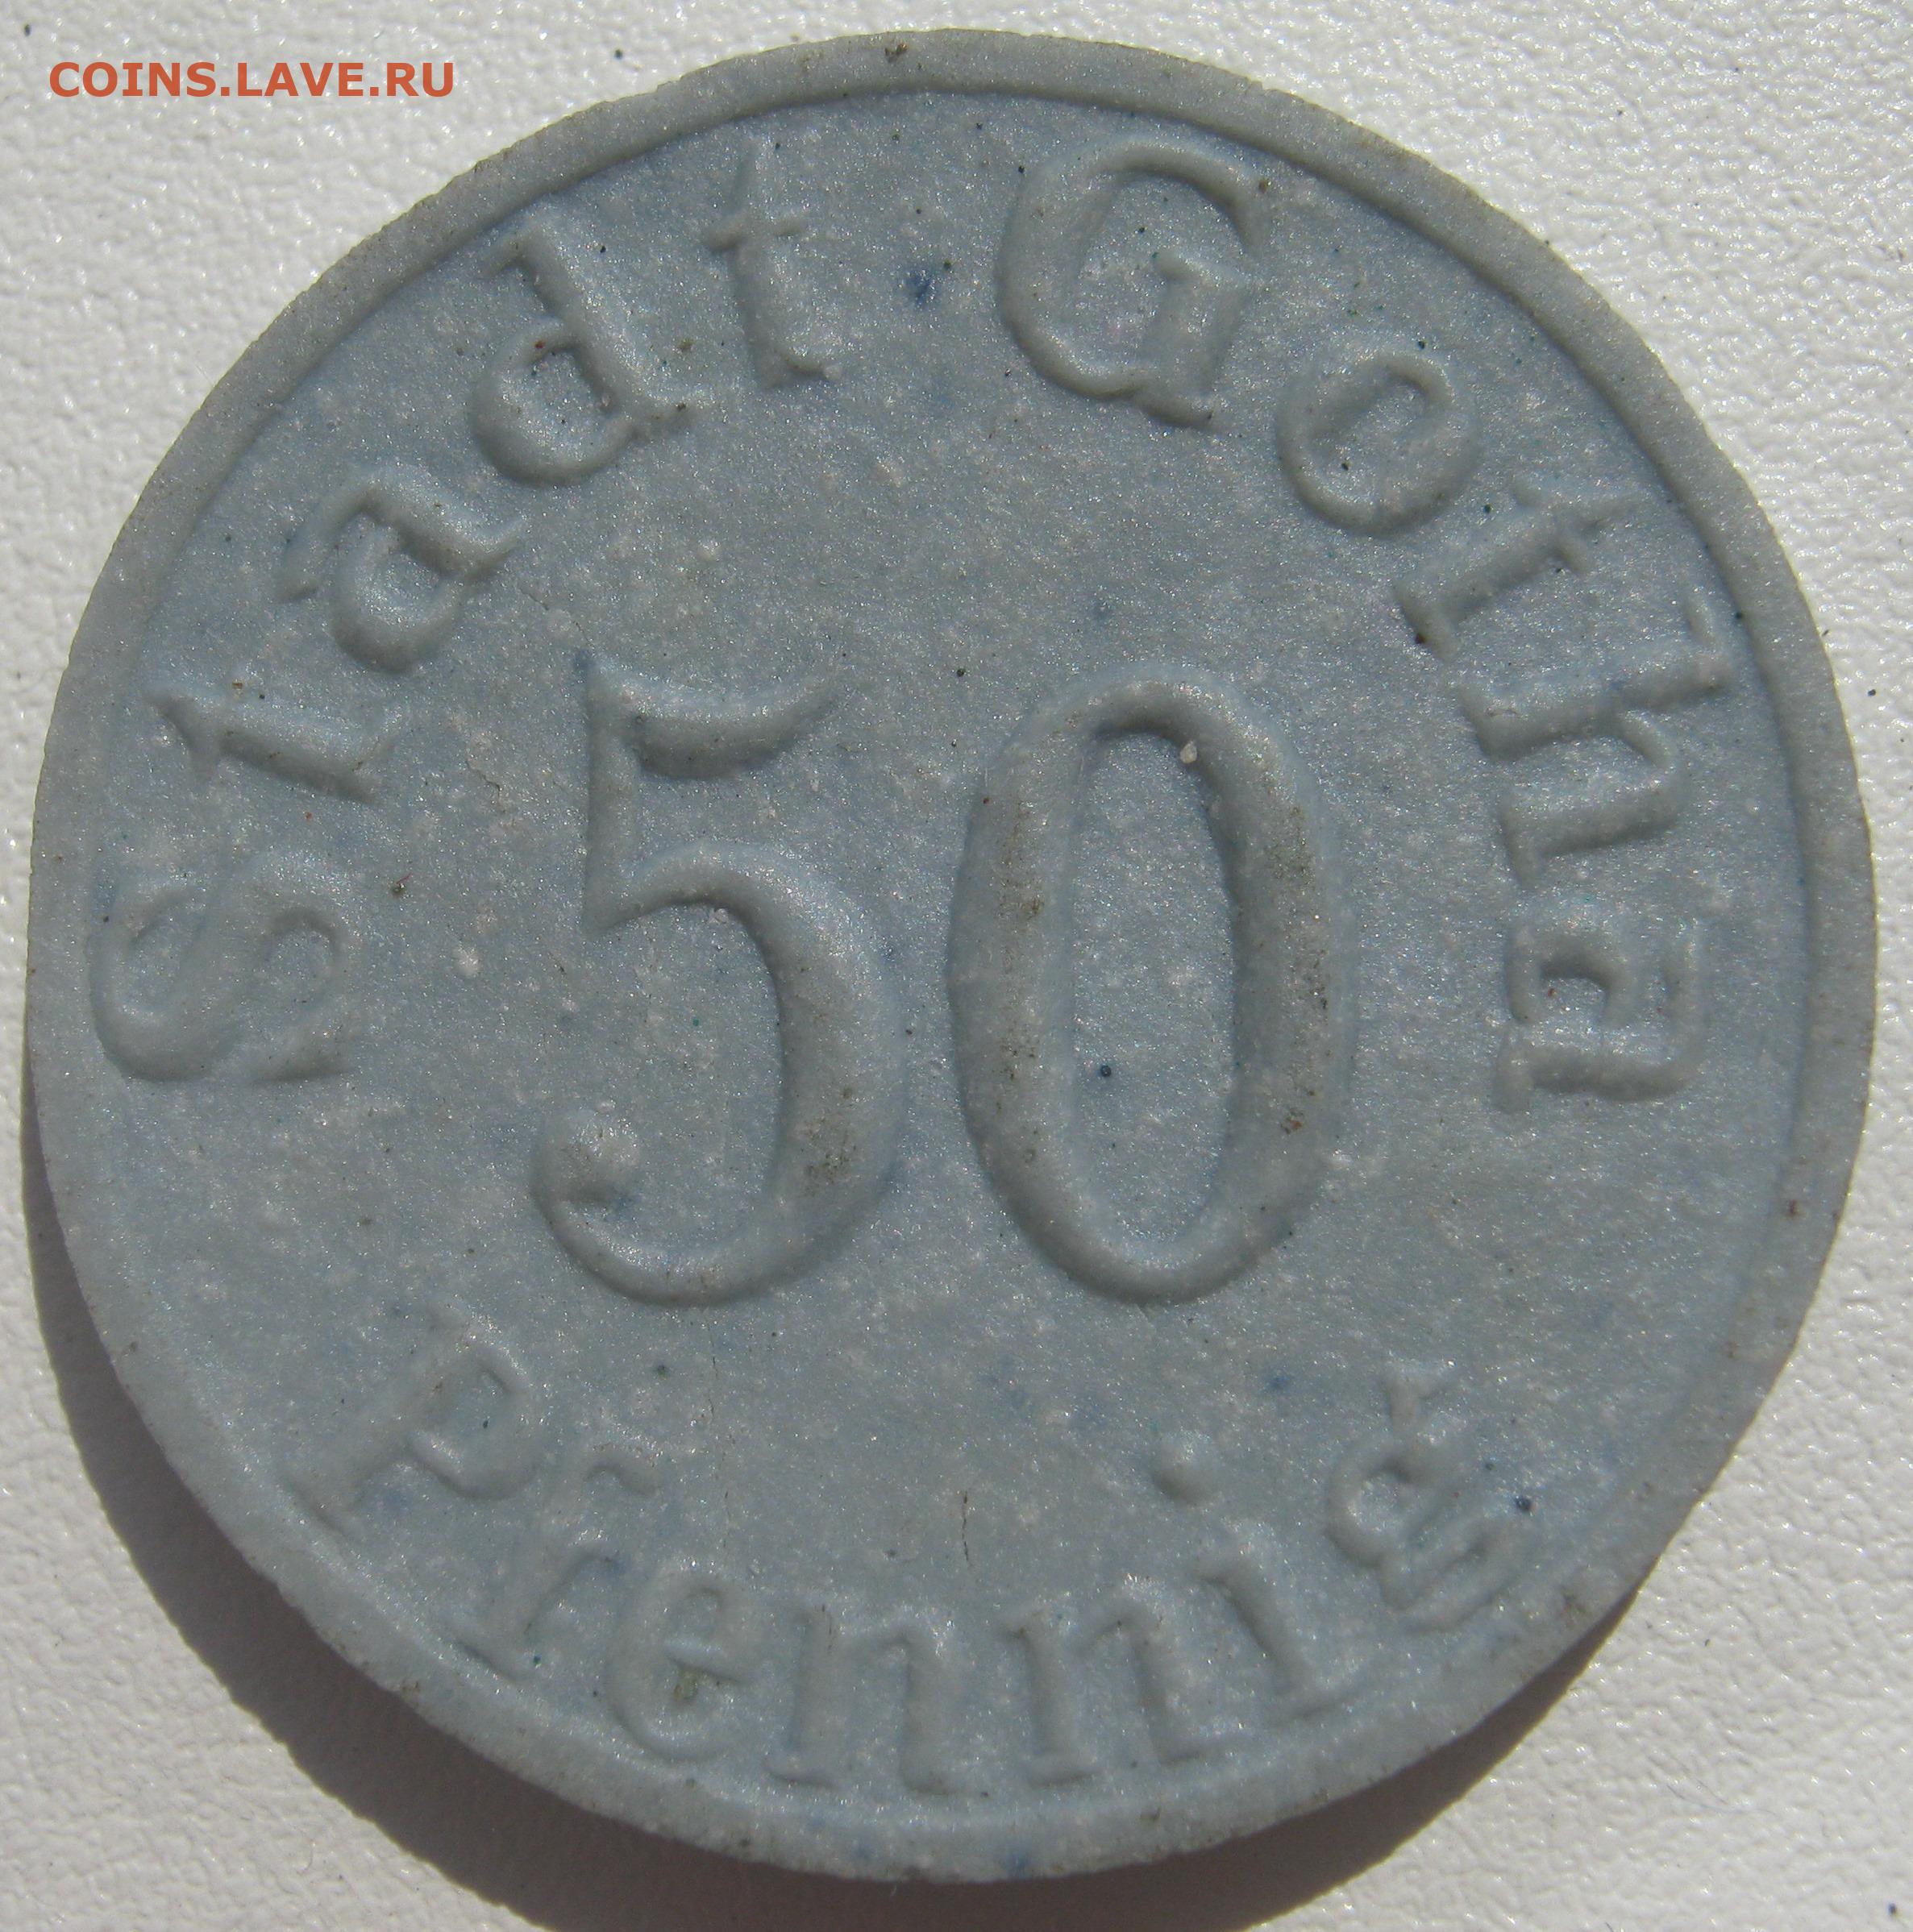 COINS.LAVE.RU
Stadt Gotha
50
Pfennig